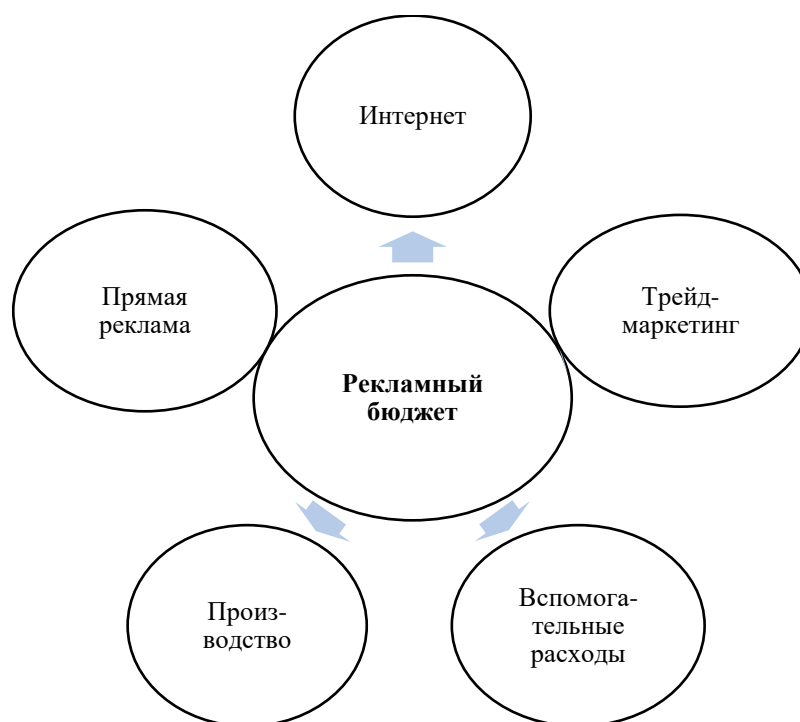 Интернет
Прямая
реклама
Трейд-
маркетинг
Рекламный
бюджет
Произ-
водство
Вспомога-
тельные
расходы